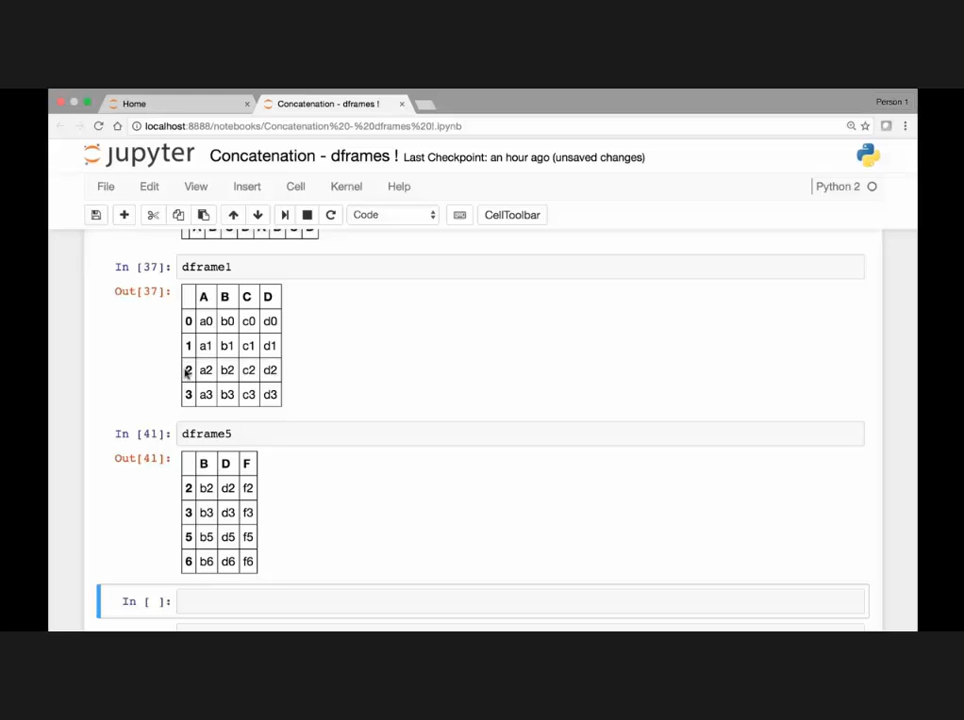 Home
Concatenation - dframes !
Person 1
localhost:8888/notebooks/Concatenation%20-%20dframes%20!.ipynb
jupyter Concatenation - dframes ! Last Checkpoint: an hour ago (unsaved changes)
File Edit View Insert Cell Kernel Help Python 2
Code CellToolbar
In [37]: dframe1
Out[37]:
A B C D
0 a0 b0 c0 d0
1 a1 b1 c1 d1
2 a2 b2 c2 d2
3 a3 b3 c3 d3
In [41]: dframe5
Out[41]:
B D F
2 b2 d2 f2
3 b3 d3 f3
5 b5 d5 f5
6 b6 d6 f6
In [ ]: